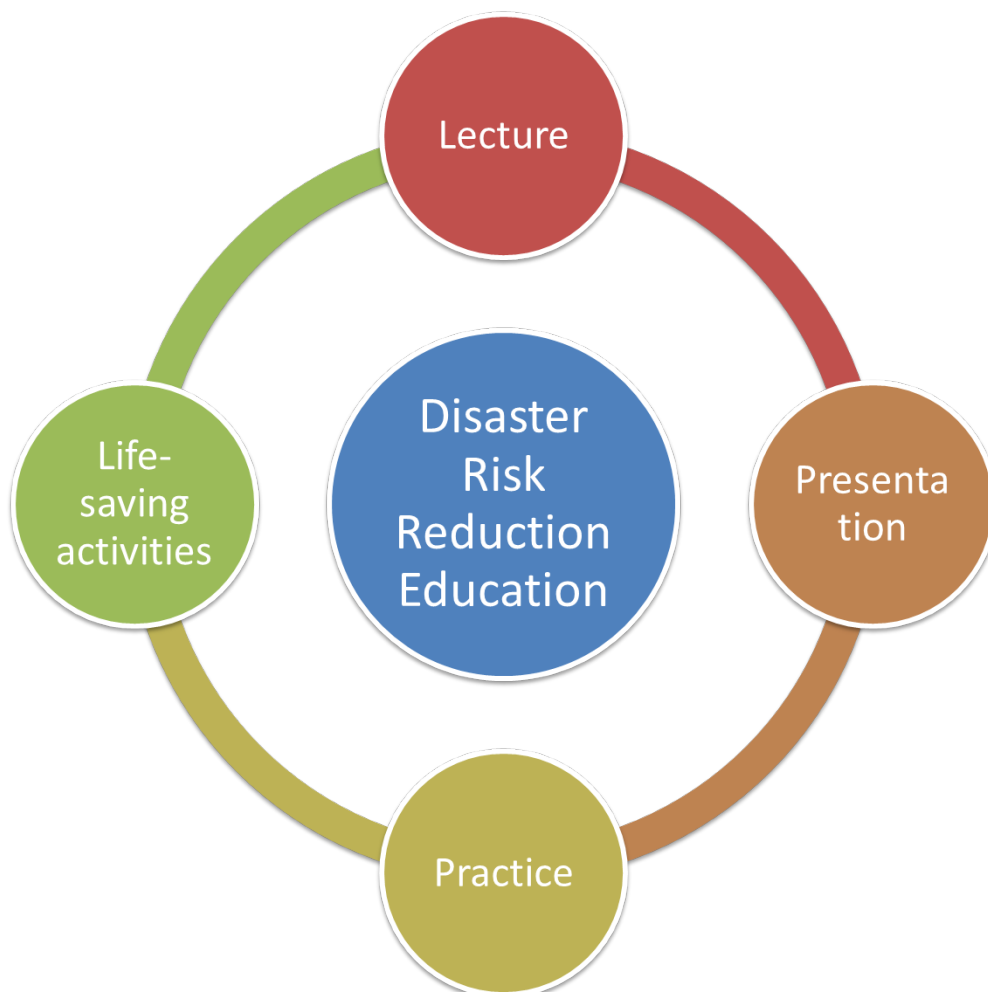 Lecture
Disaster
Risk
Reduction
Education
Life-
saving
activities
Presenta
tion
Practice